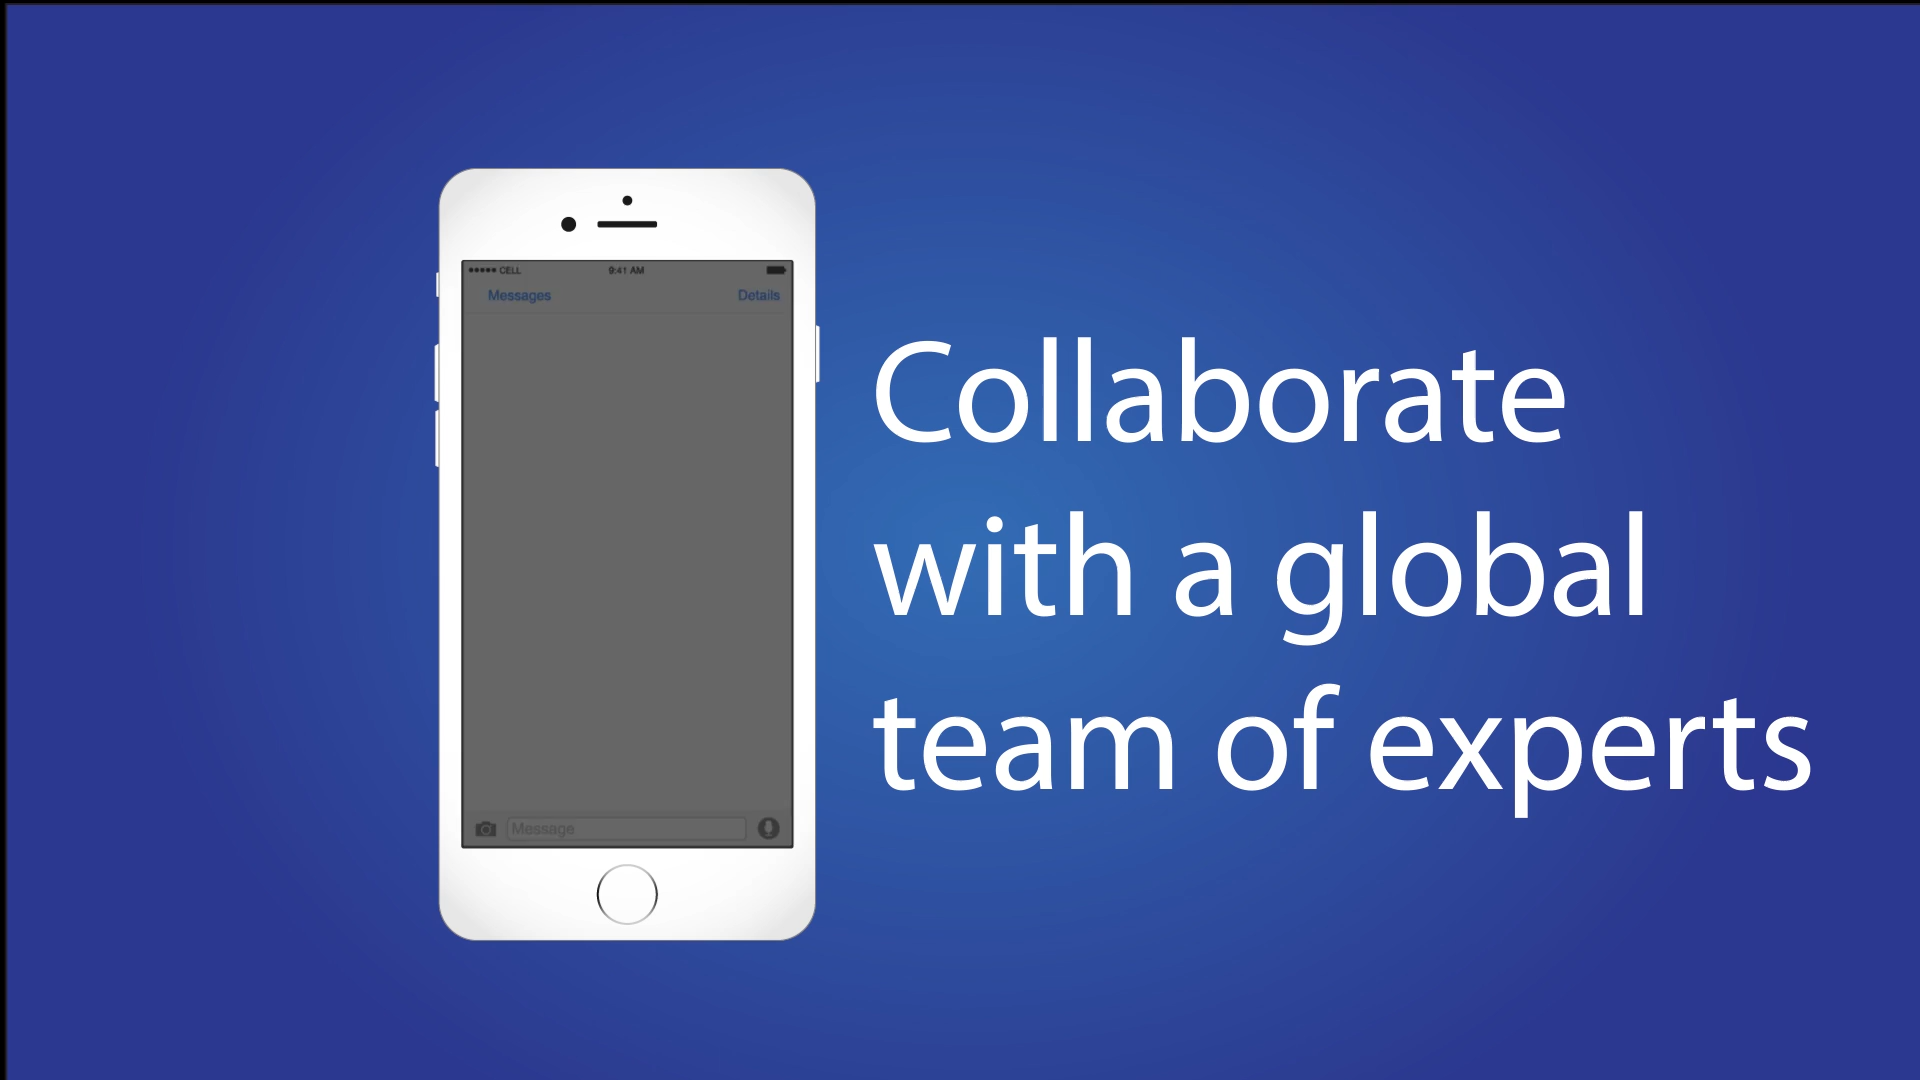 CELL 9:41 AM
Messages Details
Message
Collaborate
with a global
team of experts